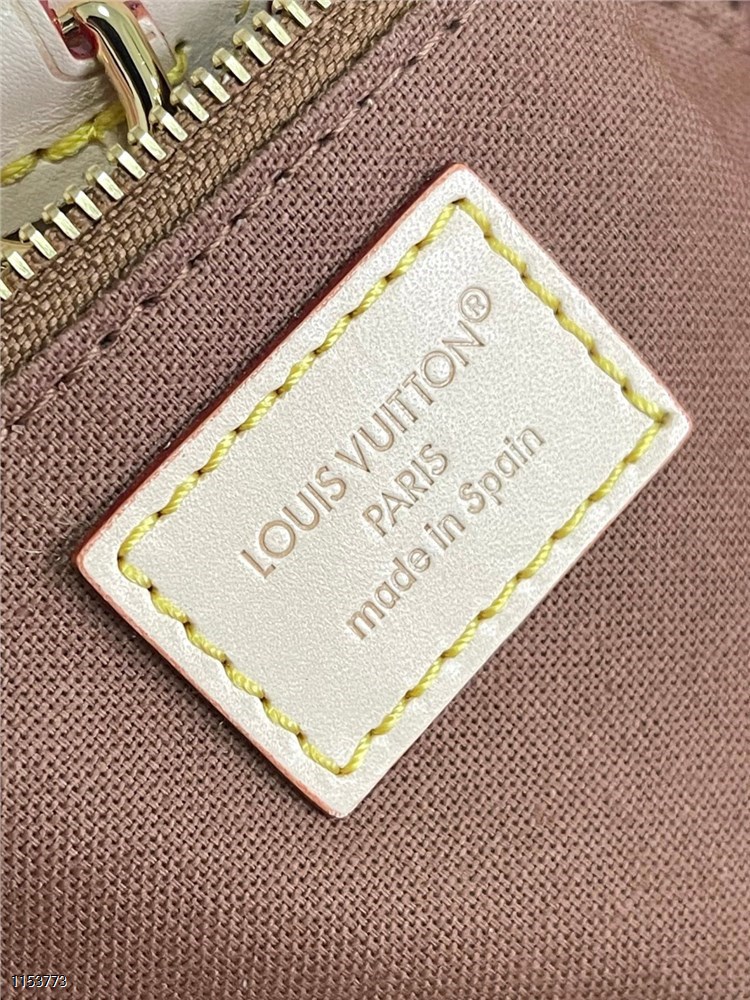 LOUIS VUITTON®
PARIS
made in Spain
1153773